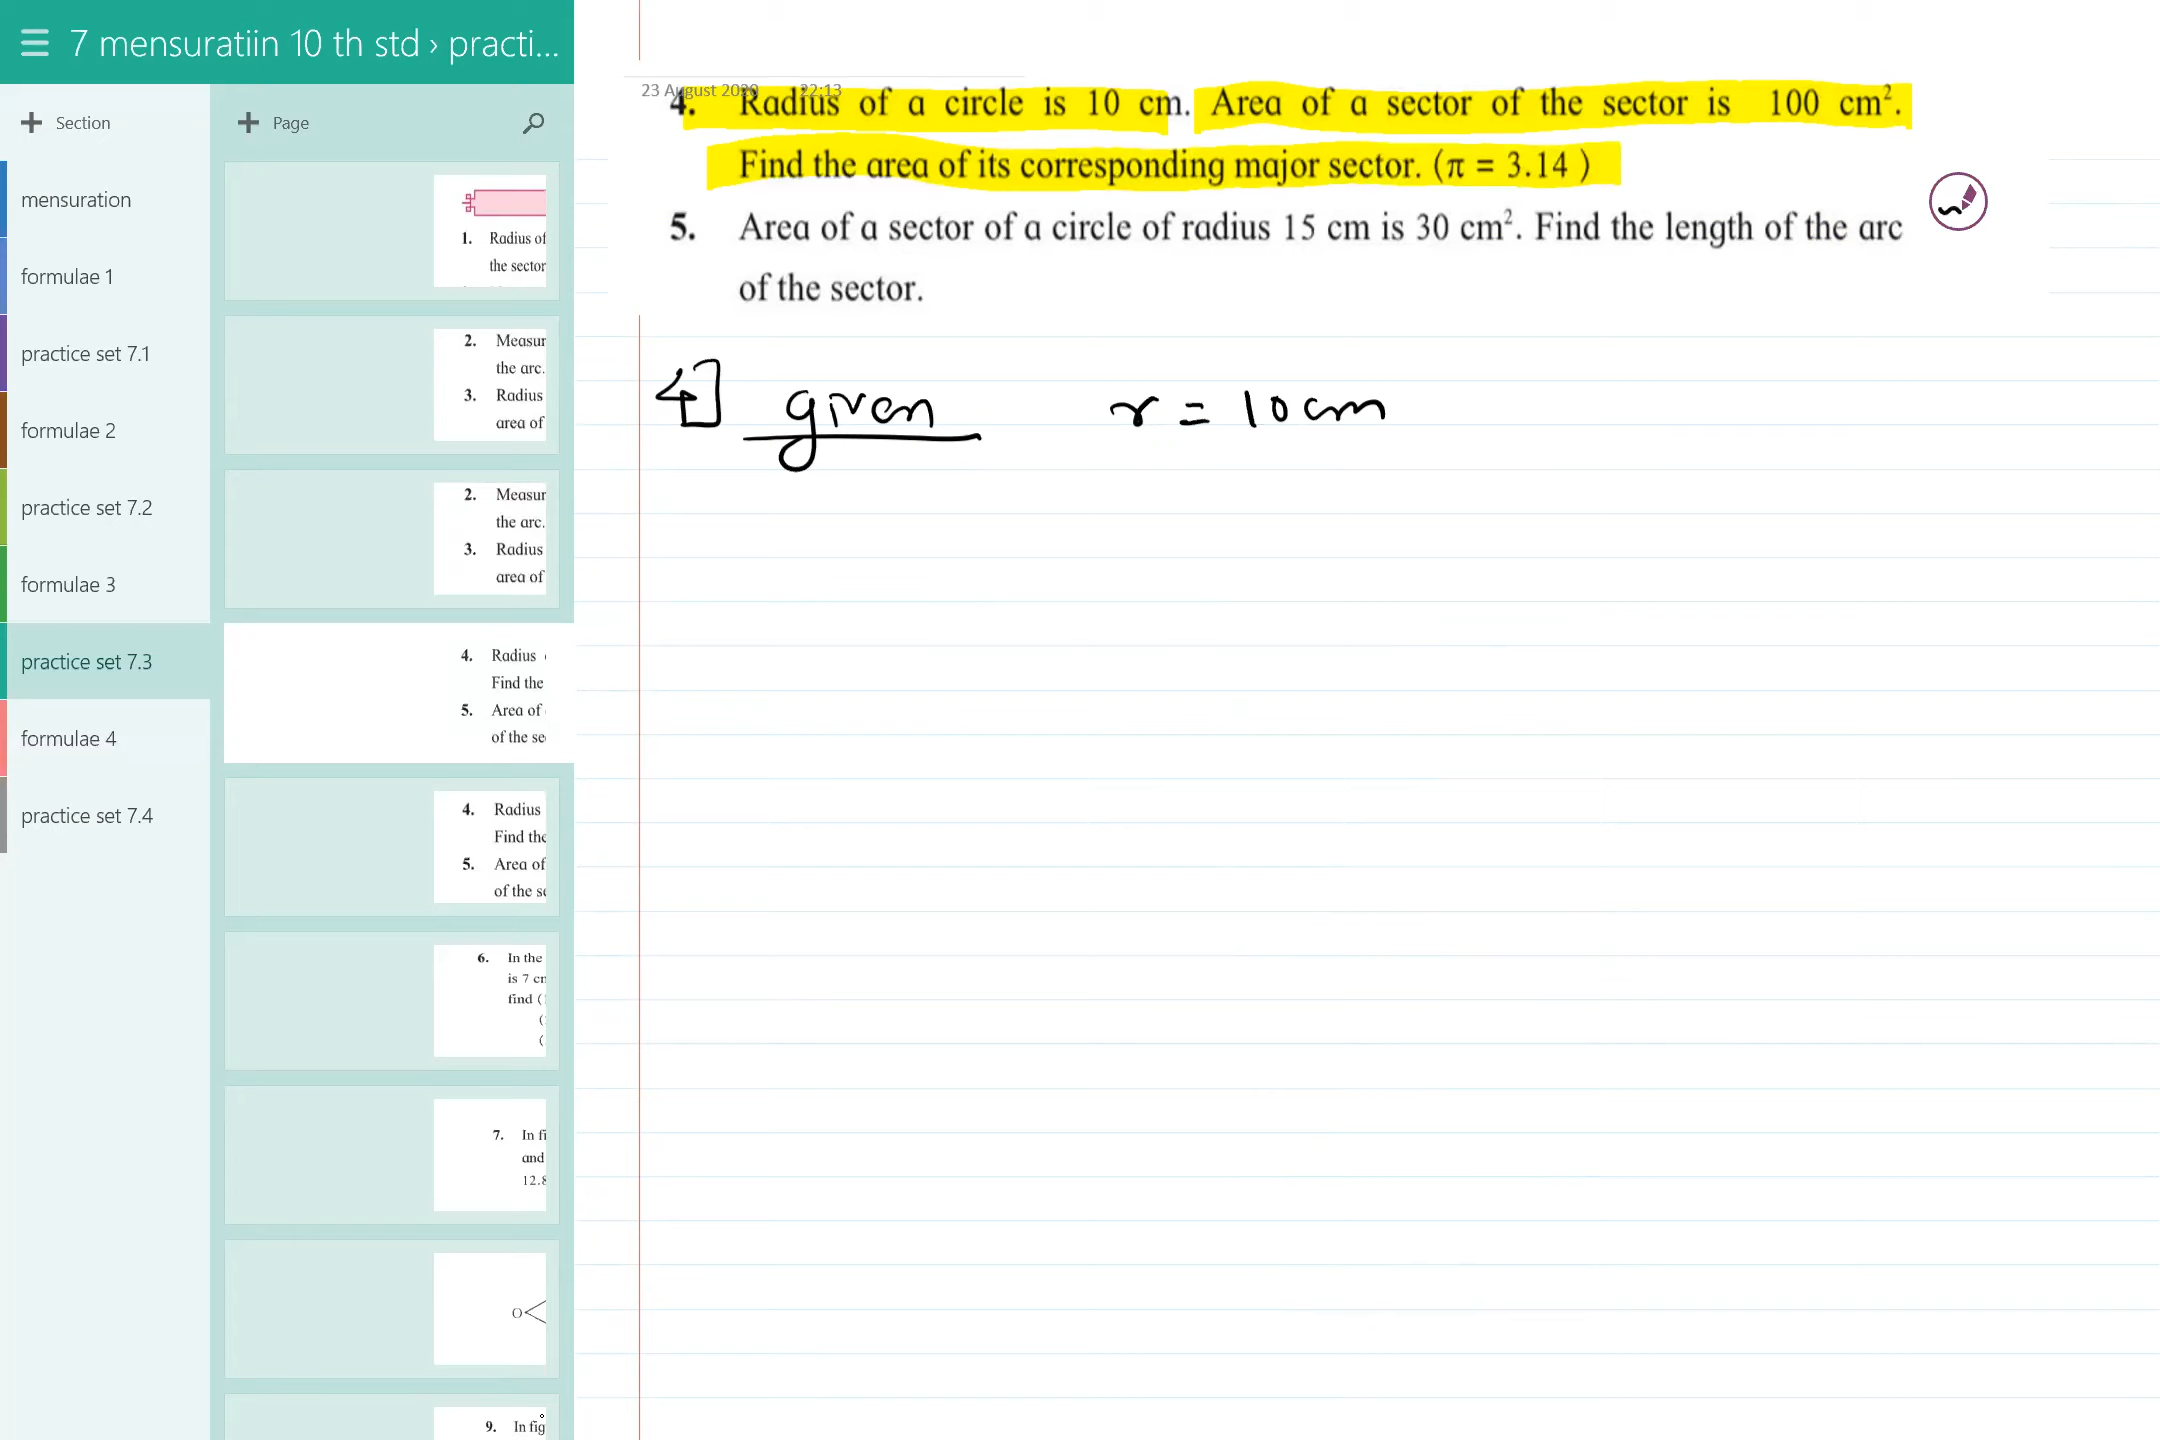 7 mensuratiin 10 th std › practi...
Section
mensuration
formulae 1
practice set 7.1
formulae 2
practice set 7.2
formulae 3
practice set 7.3
formulae 4
practice set 7.4
Page
1. Radius of
the sector
2. Measur
the arc.
3. Radius
area of
2. Measur
the arc.
3. Radius
area of
4. Radius
Find the
5. Area of
of the se
4. Radius
Find the
5. Area of
of the se
6. In the
is 7 cm
find (
(
(
7. In fi
and
12.8
O
9. In fig
23 August 2020 22:13
4. Radius of a circle is 10 cm. Area of a sector of the sector is 100 cm².
Find the area of its corresponding major sector. (π = 3.14 )
5. Area of a sector of a circle of radius 15 cm is 30 cm². Find the length of the arc
of the sector.
4] given r = 10cm